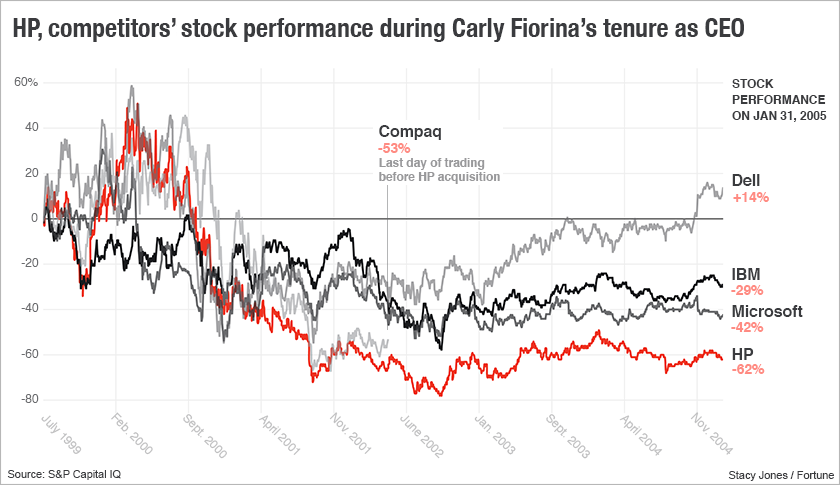 HP, competitors’ stock performance during Carly Fiorina’s tenure as CEO
60%
40
20
0
-20
-40
-60
-80
STOCK
PERFORMANCE
ON JAN 31, 2005
Compaq
-53%
Last day of trading
before HP acquisition
Dell
+14%
IBM
-29%
Microsoft
-42%
HP
-62%
July 1999
Feb. 2000
Sept. 2000
April 2001
Nov. 2001
June 2002
Jan. 2003
Sept. 2003
April 2004
Nov. 2004
Source: S&P Capital IQ
Stacy Jones / Fortune